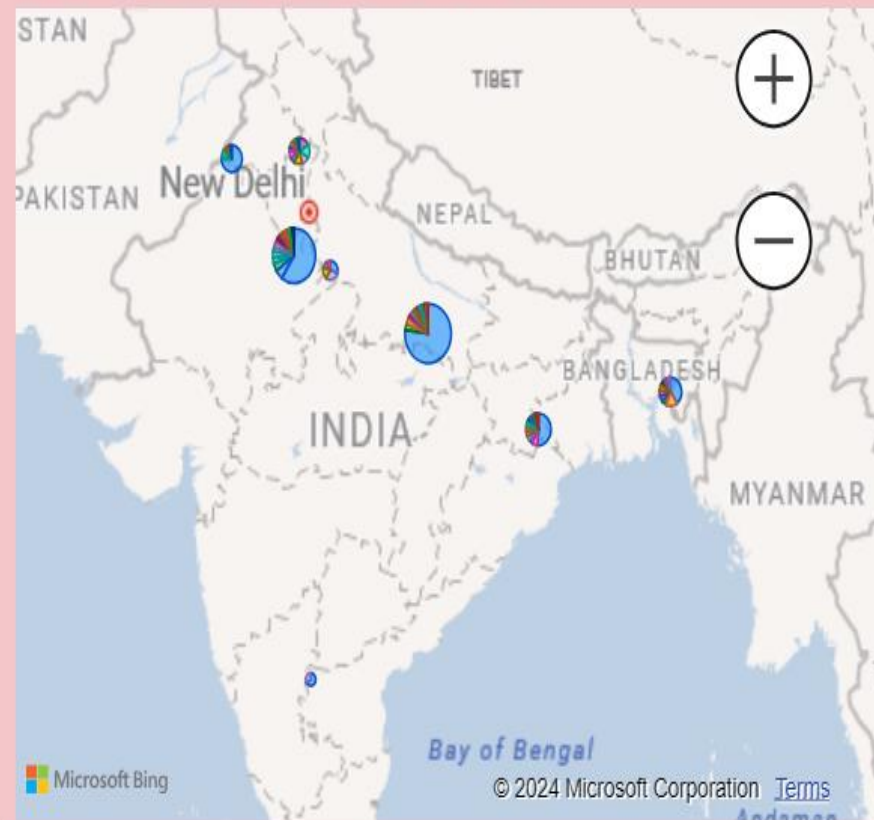 STAN
TIBET
PAKISTAN
New Delhi
NEPAL
BHUTAN
BANGLADESH
INDIA
MYANMAR
Bay of Bengal
Microsoft Bing
© 2024 Microsoft Corporation Terms
Andaman